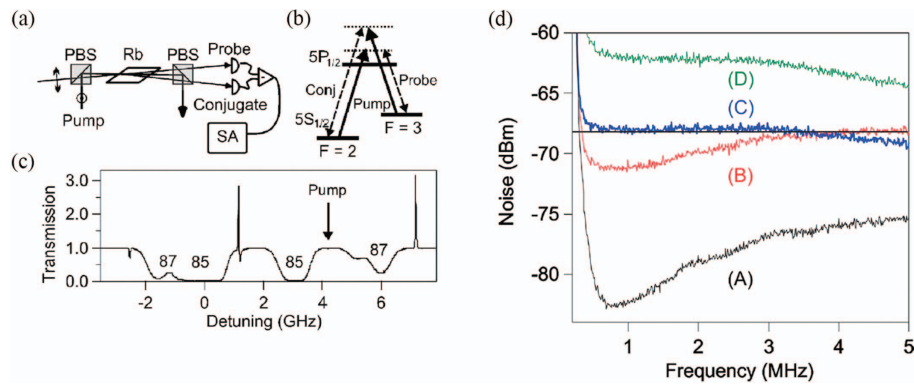 (a)
PBS Rb PBS Probe
Pump
Conjugate
-
SA
(b)
5P1/2
Conj
Pump
Probe
5S1/2
F = 2
F = 3
(c)
Transmission
3.0
2.0
1.0
0.0
Pump
87 85 85 87
-2 0 2 4 6
Detuning (GHz)
(d)
Noise (dBm)
-60
-65
-70
-75
-80
(D)
(C)
(B)
(A)
1 2 3 4 5
Frequency (MHz)